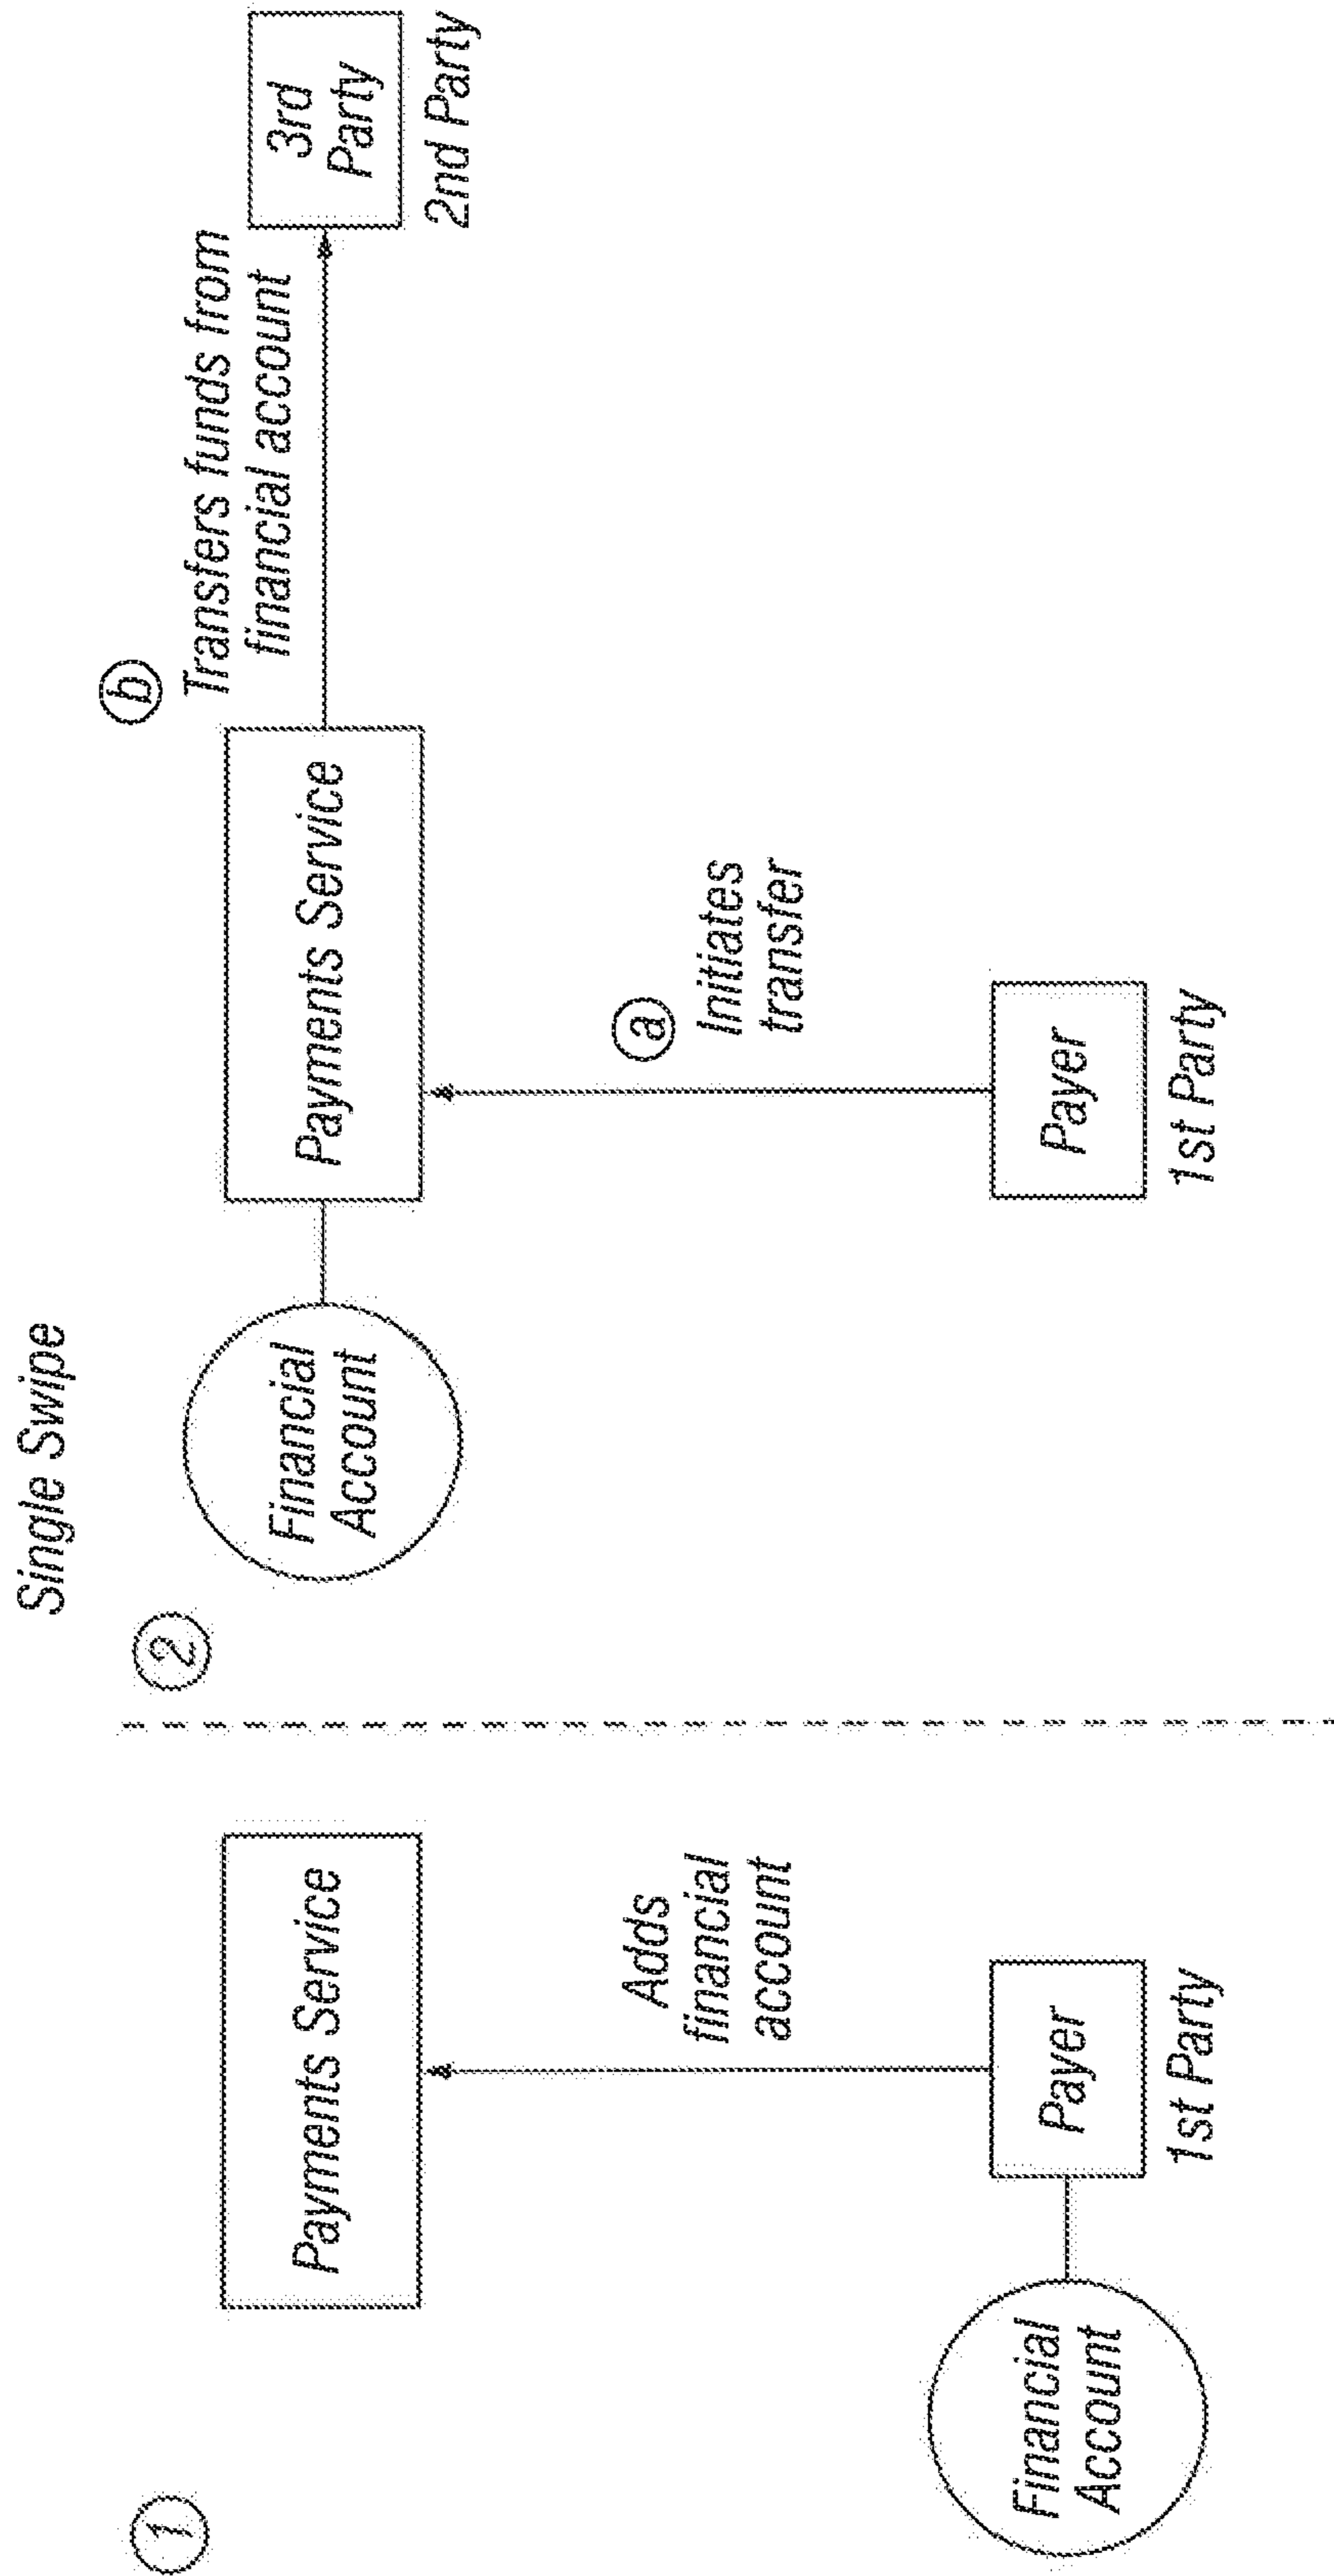 Single Swipe
1
Payments Service
Adds
financial
account
Financial
Account
Payer
1st Party
2
Financial
Account
Payments Service
b
Transfers funds from
financial account
3rd
Party
2nd Party
a
Initiates
transfer
Payer
1st Party